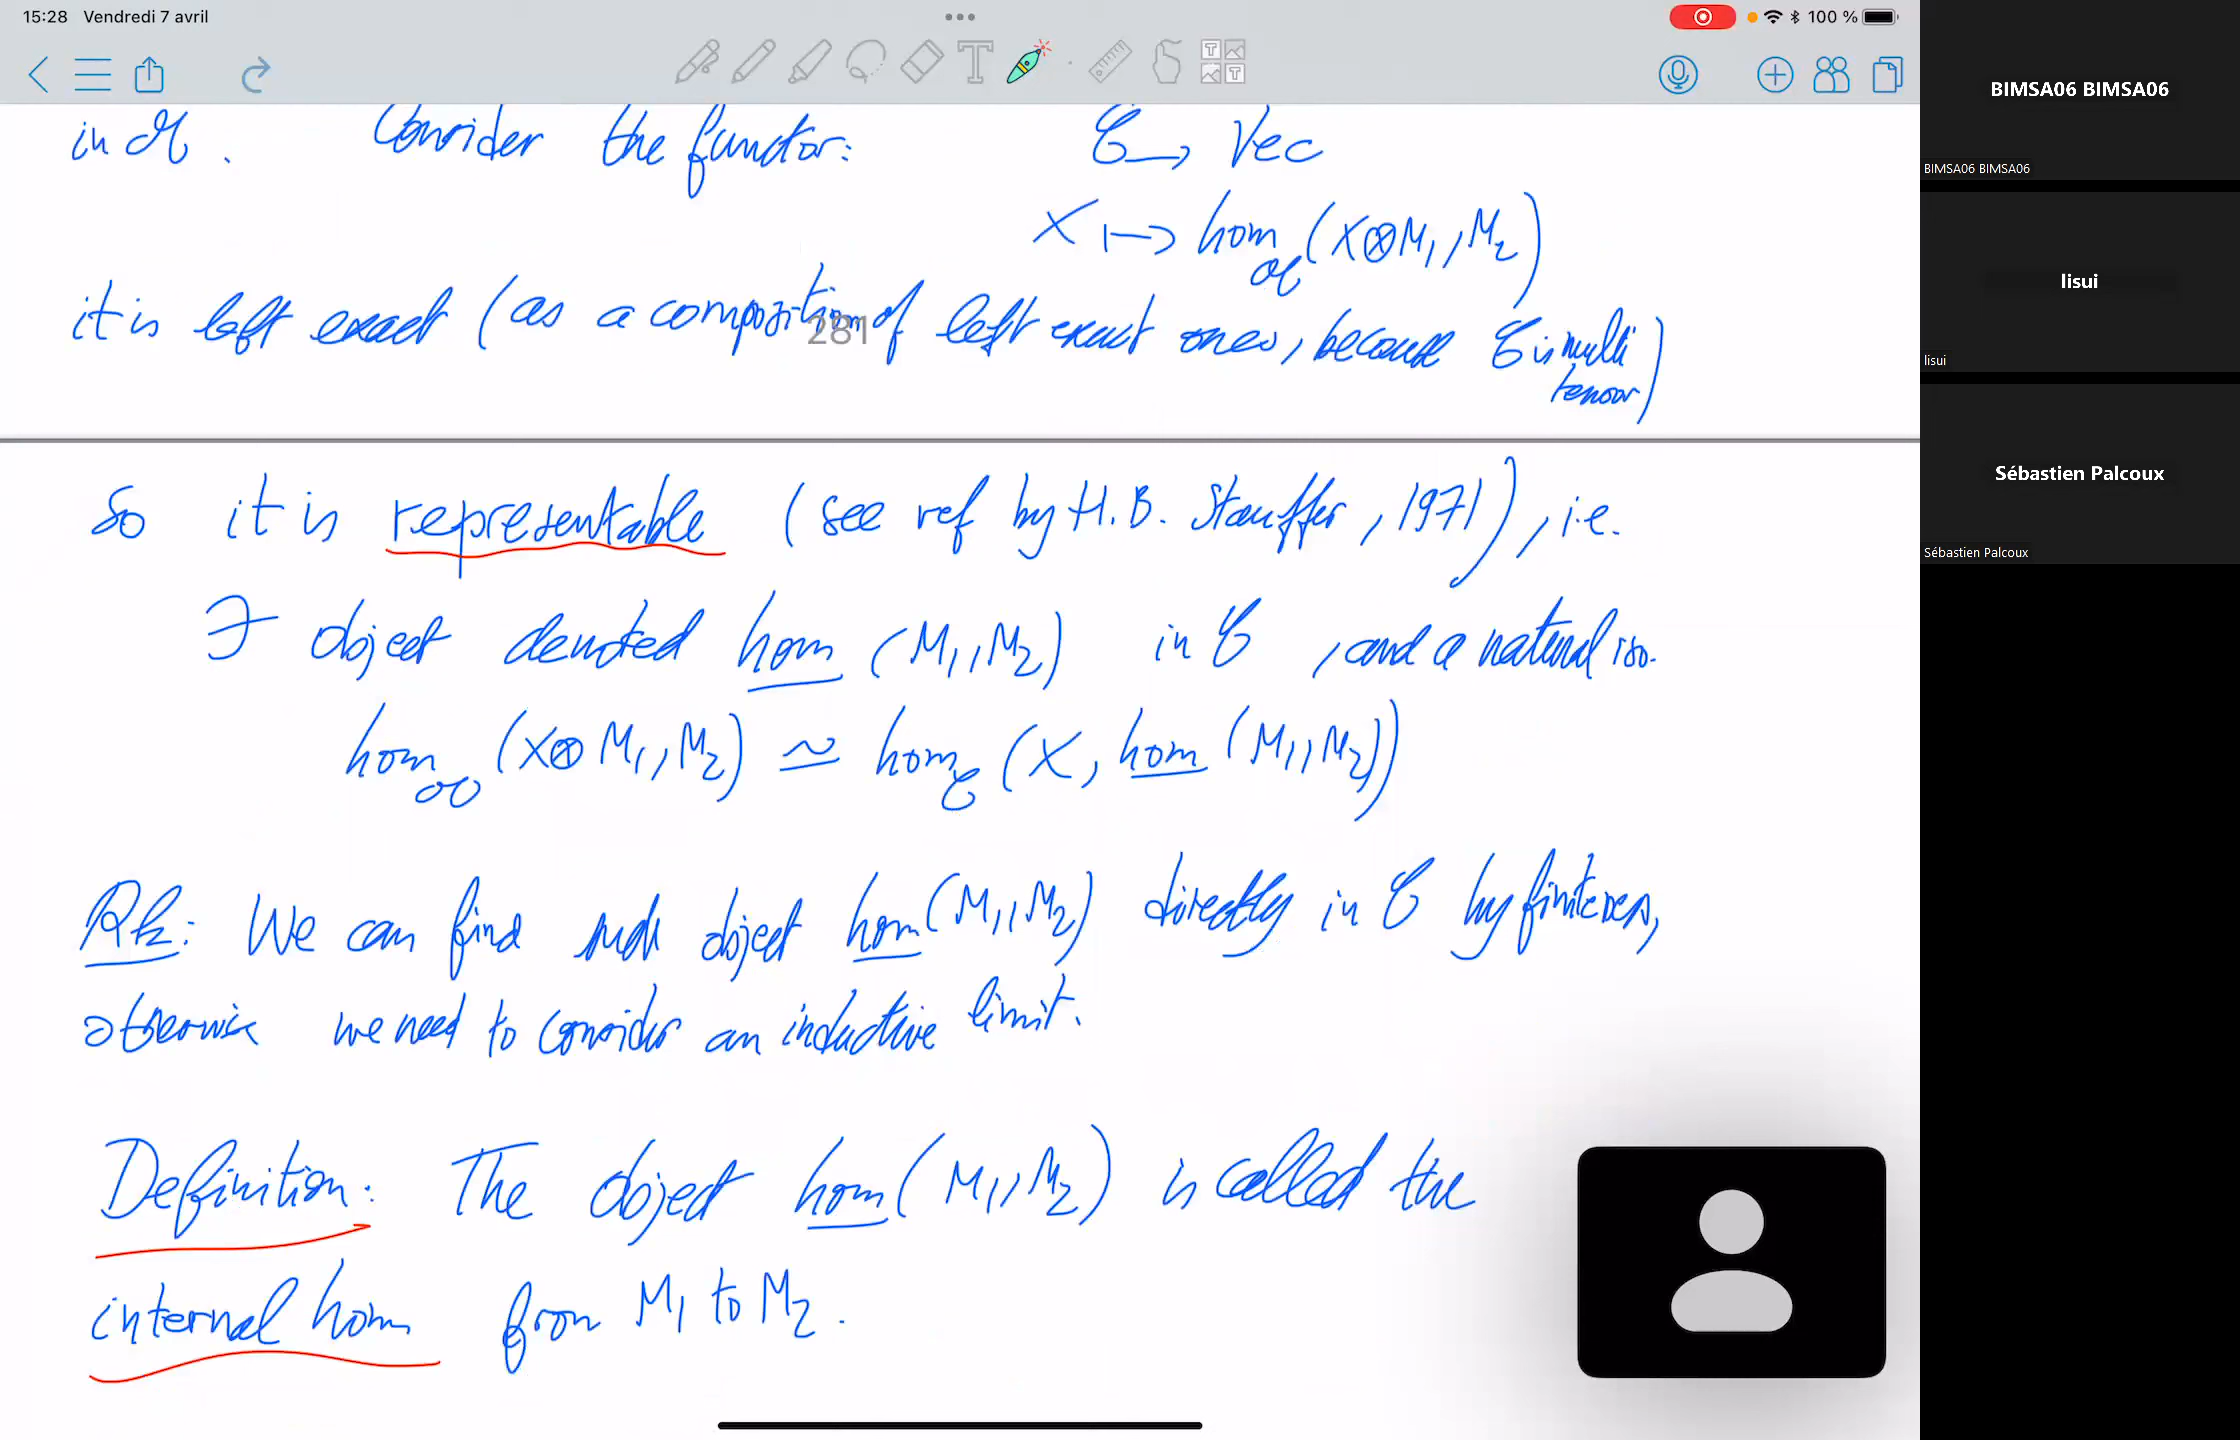 15:28 Vendredi 7 avril
100 %
in ℳ. Consider the functor: 𝒞 → Vec
X ↦ hom_ℳ (X⊗M₁, M₂)
it is left exact (as a composition of left exact ones, because 𝒞 is multi
tensor)
281
So it is representable (see ref by H.B. Stauffer, 1971), i.e.
∃ object denoted hom (M₁, M₂) in 𝒞, and a natural iso.
hom_ℳ (X⊗M₁, M₂) ≃ hom_𝒞 (X, hom (M₁, M₂))
Rk: We can find such object hom (M₁, M₂) directly in 𝒞 by finiteness,
otherwise we need to consider an inductive limit.
Definition: The object hom (M₁, M₂) is called the
internal hom from M₁ to M₂.
BIMSA06 BIMSA06
BIMSA06 BIMSA06
lisui
lisui
Sébastien Palcoux
Sébastien Palcoux